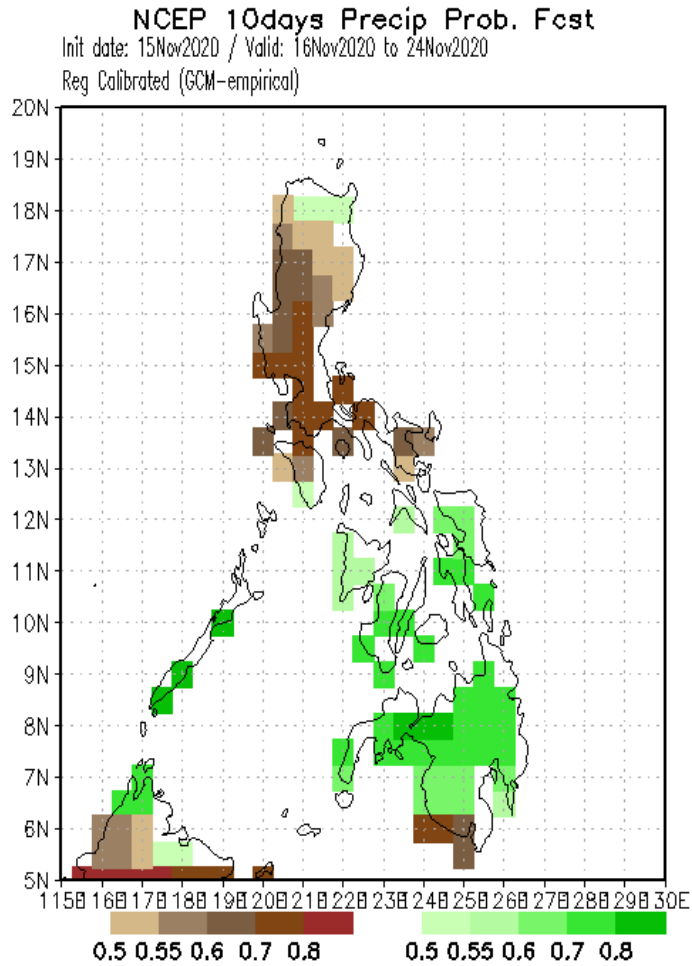 NCEP 10days Precip Prob. Fcst
Init date: 15Nov2020 / Valid: 16Nov2020 to 24Nov2020
Reg Calibrated (GCM-empirical)
20N
19N
18N
17N
16N
15N
14N
13N
12N
11N
10N
9N
8N
7N
6N
5N
115E 116E 117E 118E 119E 120E 121E 122E 123E 124E 125E 126E 127E 128E 129E 130E
0.5 0.55 0.6 0.7 0.8 0.5 0.55 0.6 0.7 0.8